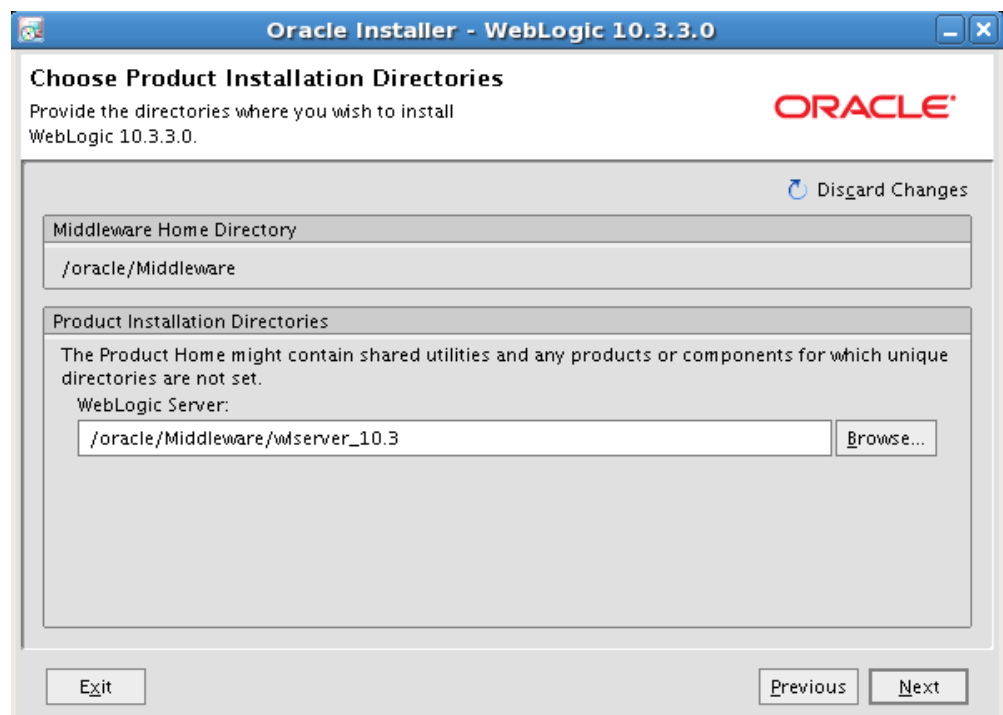 Oracle Installer - WebLogic 10.3.3.0
Choose Product Installation Directories
Provide the directories where you wish to install
WebLogic 10.3.3.0.
ORACLE
Discard Changes
Middleware Home Directory
/oracle/Middleware
Product Installation Directories
The Product Home might contain shared utilities and any products or components for which unique
directories are not set.
WebLogic Server:
/oracle/Middleware/wlserver_10.3
Browse...
Exit
Previous
Next